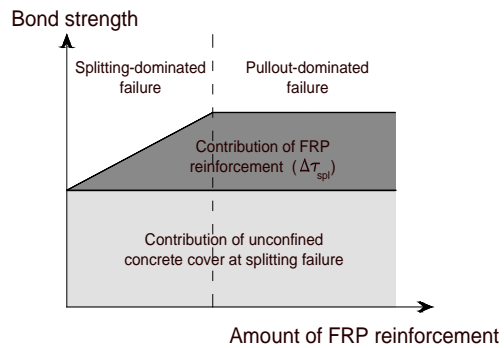 Bond strength
Splitting-dominated
failure
Pullout-dominated
failure
Contribution of FRP
reinforcement (Δτspl)
Contribution of unconfined
concrete cover at splitting failure
Amount of FRP reinforcement